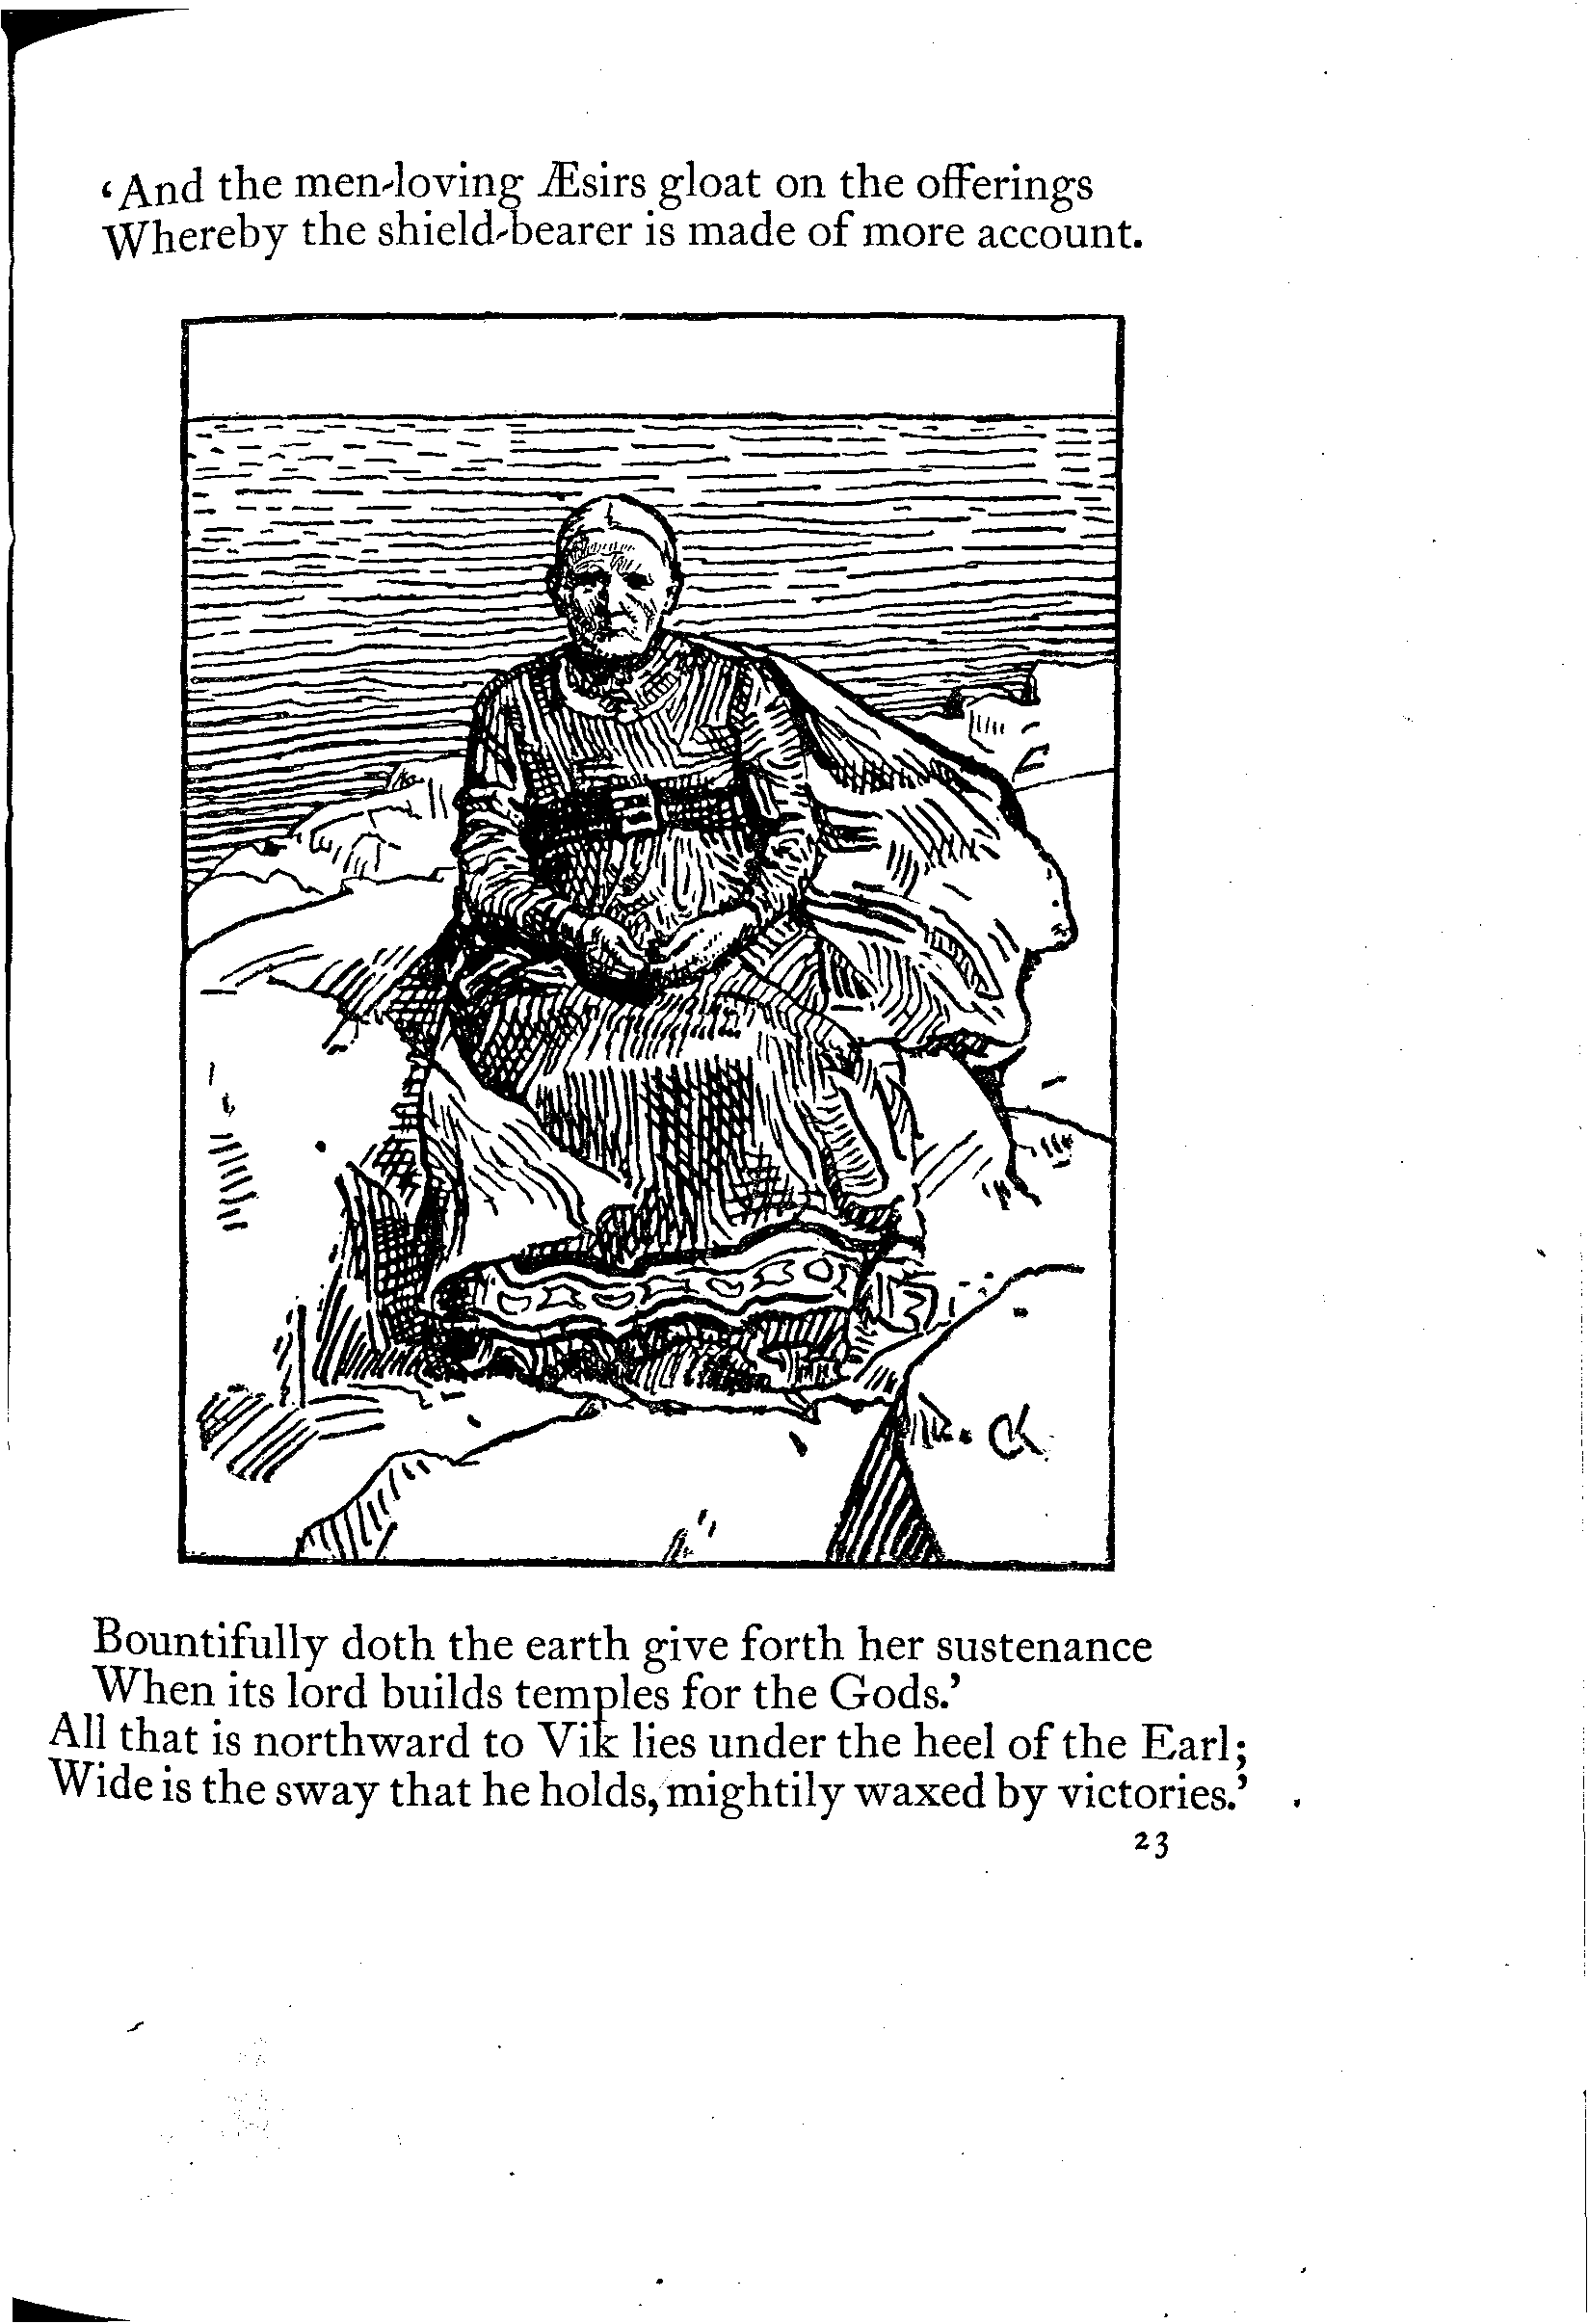 ‘And the men-loving Æsirs gloat on the offerings
Whereby the shield-bearer is made of more account.
CK
Bountifully doth the earth give forth her sustenance
When its lord builds temples for the Gods.’
All that is northward to Vik lies under the heel of the Earl;
Wide is the sway that he holds, mightily waxed by victories.’
23